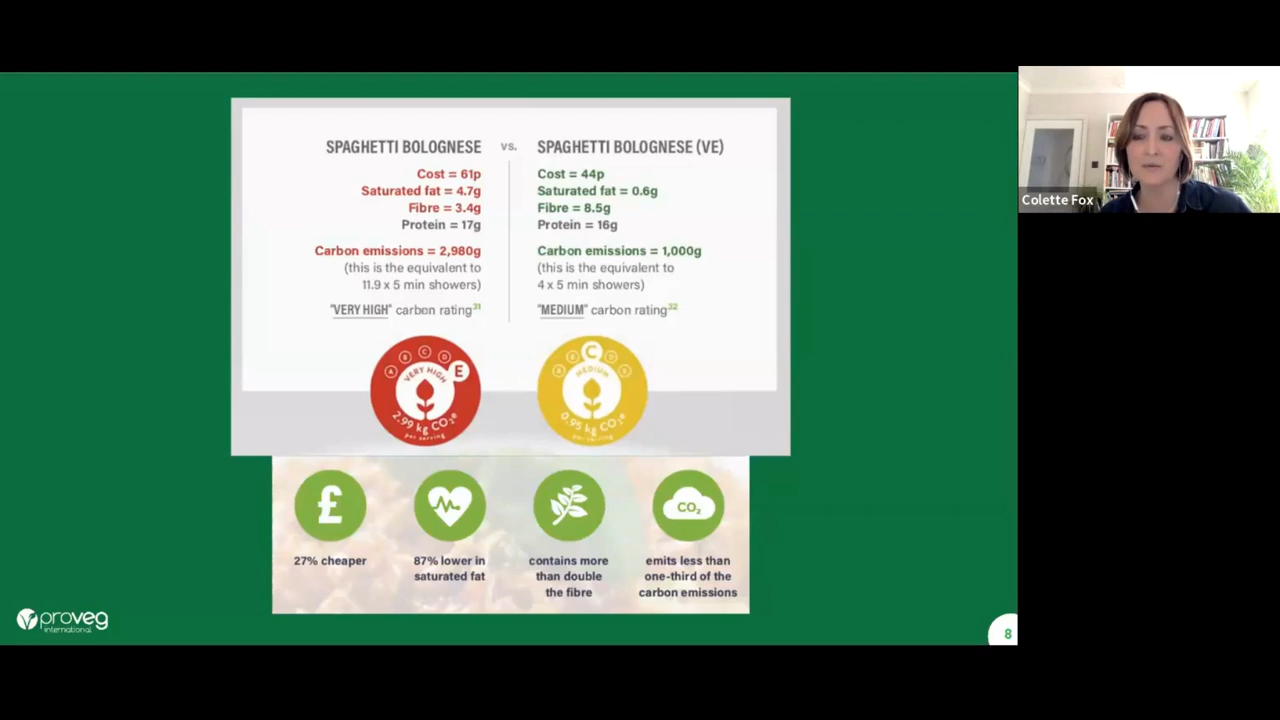 SPAGHETTI BOLOGNESE vs. SPAGHETTI BOLOGNESE (VE)
Cost = 61p
Saturated fat = 4.7g
Fibre = 3.4g
Protein = 17g
Carbon emissions = 2,980g
(this is the equivalent to
11.9 x 5 min showers)
"VERY HIGH" carbon rating31
Cost = 44p
Saturated fat = 0.6g
Fibre = 8.5g
Protein = 16g
Carbon emissions = 1,000g
(this is the equivalent to
4 x 5 min showers)
"MEDIUM" carbon rating32
A B C D E
VERY HIGH
2.99 kg CO2e
per serving
C
MEDIUM
0.95 kg CO2e
per serving
£
CO2
27% cheaper
87% lower in
saturated fat
contains more
than double
the fibre
emits less than
one-third of the
carbon emissions
proveg
international
8
Colette Fox